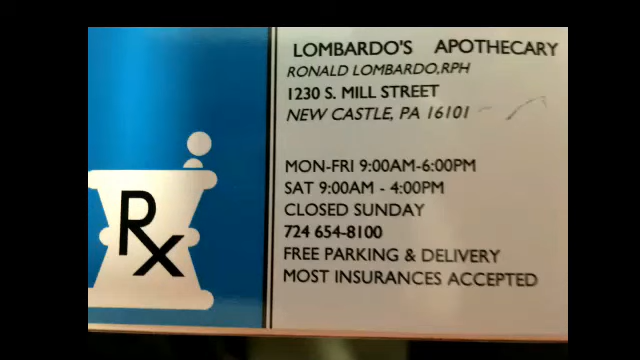 LOMBARDO'S APOTHECARY
RONALD LOMBARDO,RPH
1230 S. MILL STREET
NEW CASTLE, PA 16101
MON-FRI 9:00AM-6:00PM
SAT 9:00AM - 4:00PM
CLOSED SUNDAY
724 654-8100
FREE PARKING & DELIVERY
MOST INSURANCES ACCEPTED
Rx